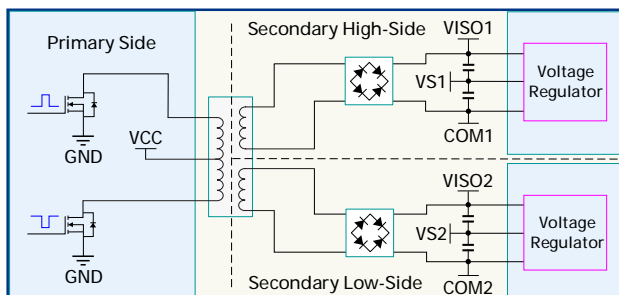 Primary Side
Secondary High-Side
VISO1
VS1
Voltage
Regulator
COM1
GND
VCC
VISO2
VS2
Voltage
Regulator
GND
COM2
Secondary Low-Side